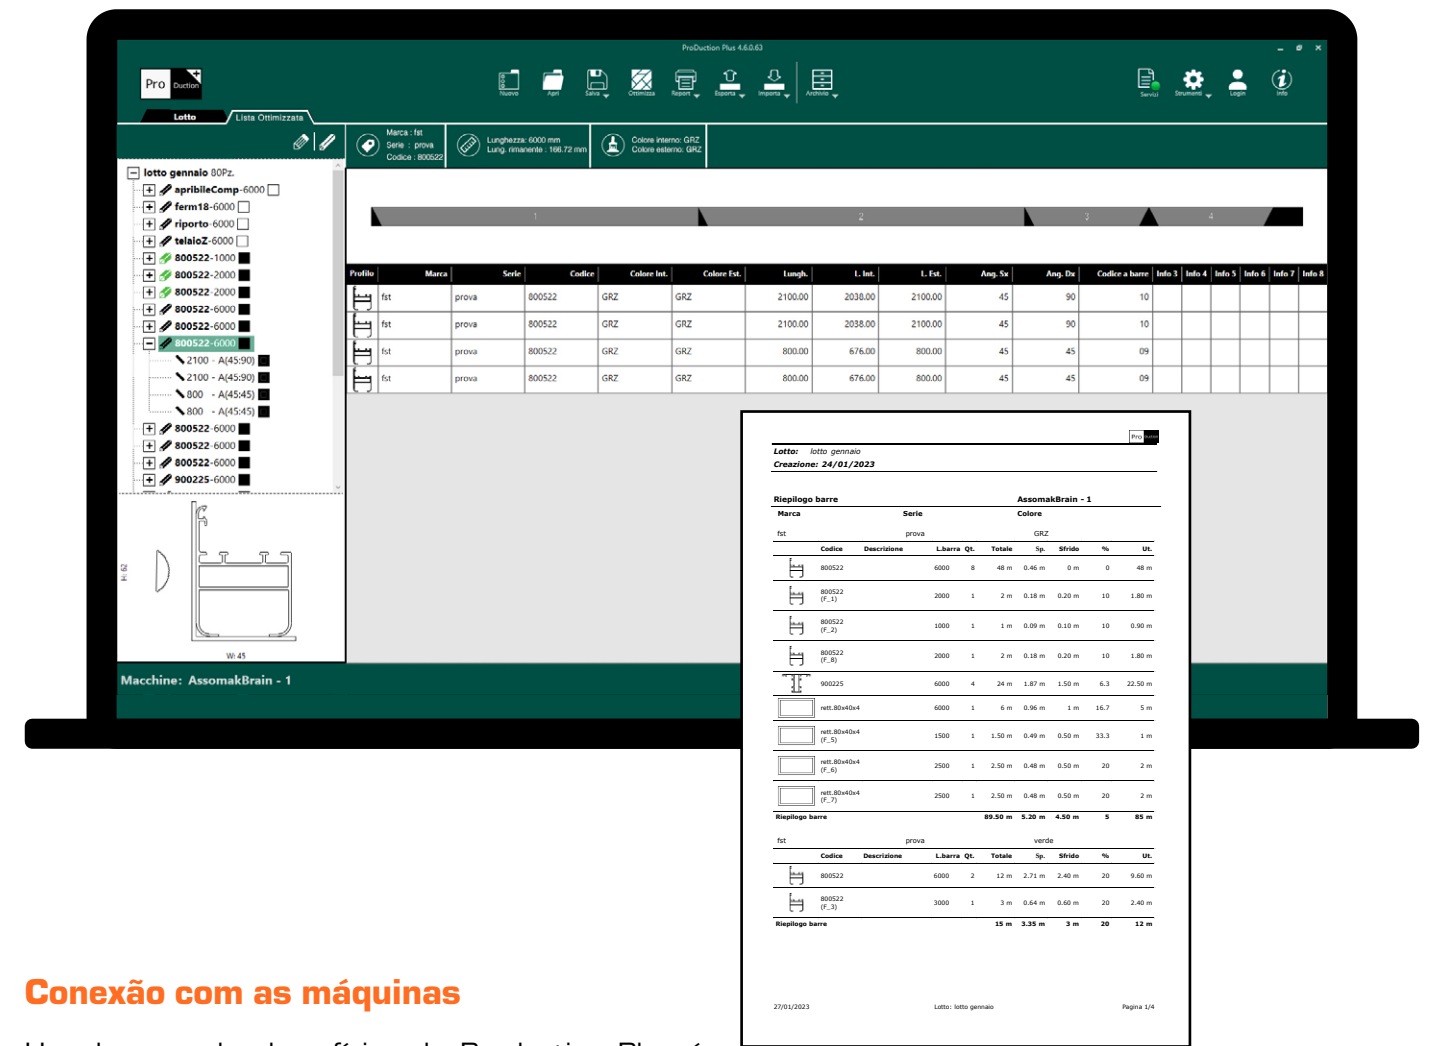 ProDuction Plus 4.6.0.63
Pro Duction
Nuovo Apri Salva Ottimizza Report Esporta Importa Archivio Servizi Strumenti Login Info
Lotto Lista Ottimizzata
Marca : fst
Serie : prova
Codice : 800522
Lunghezza: 6000 mm
Lung. rimanente : 166.72 mm
Colore interno: GRZ
Colore esterno: GRZ
lotto gennaio 80Pz.
apribileComp-6000
ferm18-6000
riporto-6000
telaioZ-6000
800522-1000
800522-2000
800522-2000
800522-6000
800522-6000
800522-6000
2100 - A(45:90)
2100 - A(45:90)
800 - A(45:45)
800 - A(45:45)
800522-6000
800522-6000
800522-6000
900225-6000
H: 62
W: 45
1 2 3 4
Profilo Marca Serie Codice Colore Int. Colore Est. Lungh. L. Int. L. Est. Ang. Sx Ang. Dx Codice a barre Info 3 Info 4 Info 5 Info 6 Info 7 Info 8
fst prova 800522 GRZ GRZ 2100.00 2038.00 2100.00 45 90 10
fst prova 800522 GRZ GRZ 2100.00 2038.00 2100.00 45 90 10
fst prova 800522 GRZ GRZ 800.00 676.00 800.00 45 45 09
fst prova 800522 GRZ GRZ 800.00 676.00 800.00 45 45 09
Macchine: AssomakBrain - 1
Pro Duction
Lotto: lotto gennaio
Creazione: 24/01/2023
Riepilogo barre AssomakBrain - 1
Marca Serie Colore
fst prova GRZ
Codice Descrizione L.barra Qt. Totale Sp. Sfrido % Ut.
800522 6000 8 48 m 0.46 m 0 m 0 48 m
800522 (F_1) 2000 1 2 m 0.18 m 0.20 m 10 1.80 m
800522 (F_2) 1000 1 1 m 0.09 m 0.10 m 10 0.90 m
800522 (F_8) 2000 1 2 m 0.18 m 0.20 m 10 1.80 m
900225 6000 4 24 m 1.87 m 1.50 m 6.3 22.50 m
rett.80x40x4 6000 1 6 m 0.96 m 1 m 16.7 5 m
rett.80x40x4 (F_5) 1500 1 1.50 m 0.49 m 0.50 m 33.3 1 m
rett.80x40x4 (F_6) 2500 1 2.50 m 0.48 m 0.50 m 20 2 m
rett.80x40x4 (F_7) 2500 1 2.50 m 0.48 m 0.50 m 20 2 m
Riepilogo barre 89.50 m 5.20 m 4.50 m 5 85 m
fst prova verde
Codice Descrizione L.barra Qt. Totale Sp. Sfrido % Ut.
800522 6000 2 12 m 2.71 m 2.40 m 20 9.60 m
800522 (F_3) 3000 1 3 m 0.64 m 0.60 m 20 2.40 m
Riepilogo barre 15 m 3.35 m 3 m 20 12 m
27/01/2023 Lotto: lotto gennaio Pagina 1/4
Conexão com as máquinas